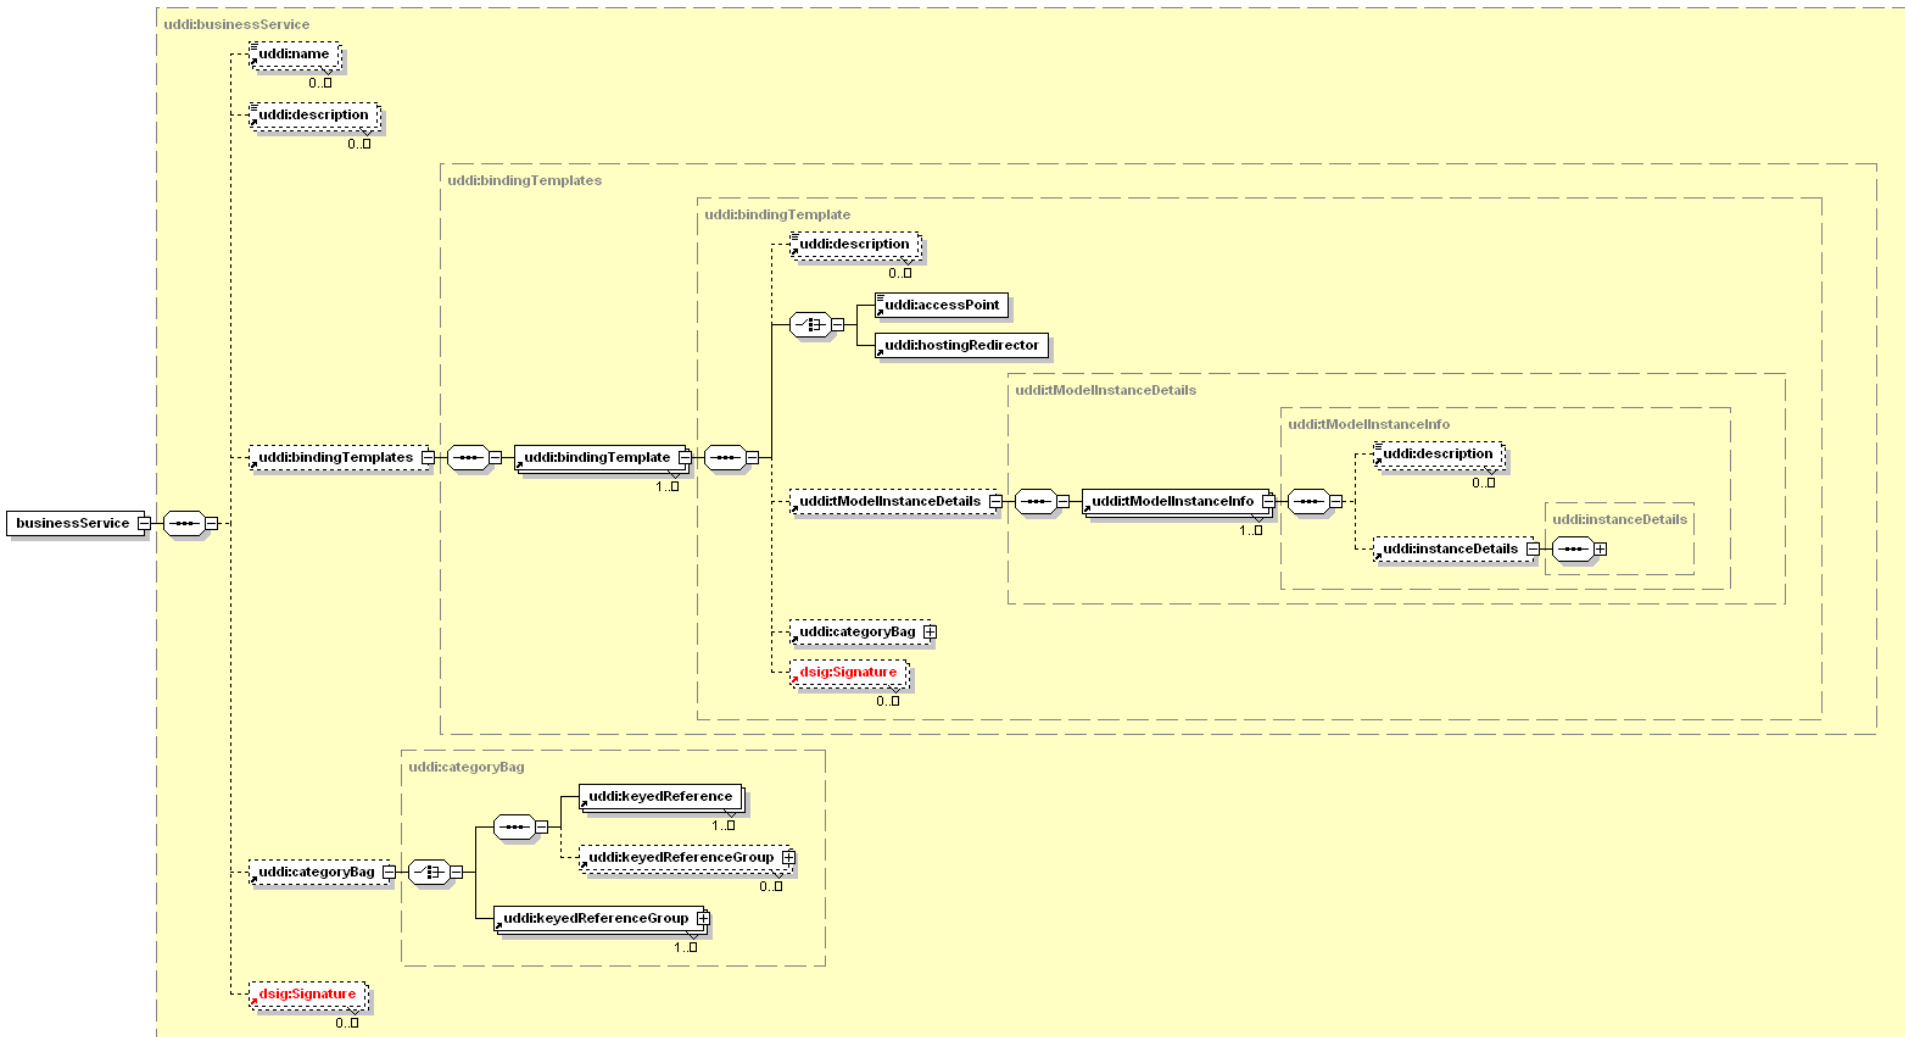 uddi:businessService
uddi:name
0..□
uddi:description
0..□
uddi:bindingTemplates
uddi:bindingTemplate
uddi:description
0..□
uddi:accessPoint
uddi:hostingRedirector
uddi:tModelInstanceDetails
uddi:tModelInstanceInfo
uddi:description
0..□
uddi:bindingTemplates
uddi:bindingTemplate
1..□
uddi:tModelInstanceDetails
uddi:tModelInstanceInfo
1..□
uddi:instanceDetails
uddi:instanceDetails
businessService
uddi:categoryBag
dsig:Signature
0..□
uddi:categoryBag
uddi:keyedReference
1..□
uddi:keyedReferenceGroup
0..□
uddi:categoryBag
uddi:keyedReferenceGroup
1..□
dsig:Signature
0..□